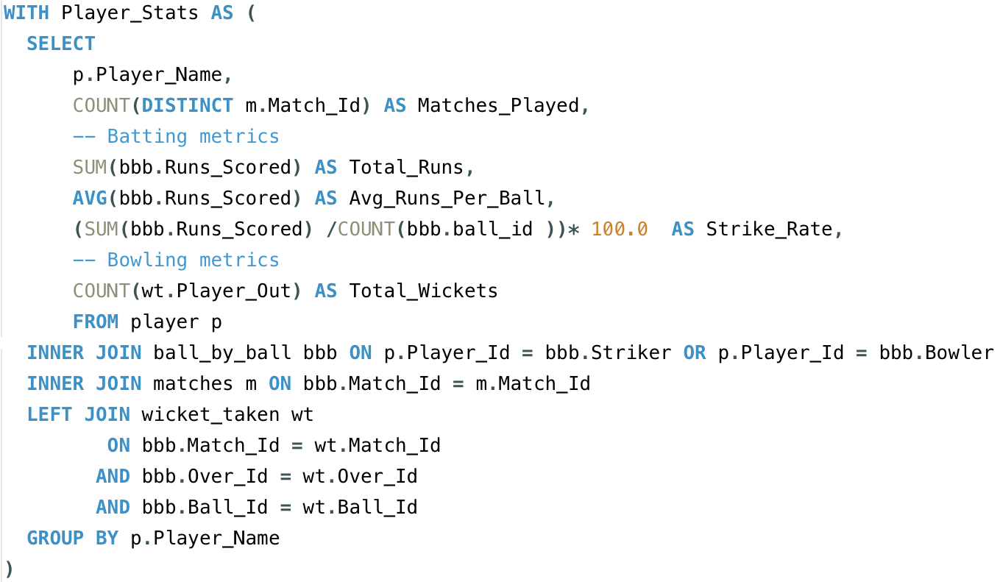 WITH Player_Stats AS (
SELECT
p.Player_Name,
COUNT(DISTINCT m.Match_Id) AS Matches_Played,
-- Batting metrics
SUM(bbb.Runs_Scored) AS Total_Runs,
AVG(bbb.Runs_Scored) AS Avg_Runs_Per_Ball,
(SUM(bbb.Runs_Scored) /COUNT(bbb.ball_id ))* 100.0  AS Strike_Rate,
-- Bowling metrics
COUNT(wt.Player_Out) AS Total_Wickets
FROM player p
INNER JOIN ball_by_ball bbb ON p.Player_Id = bbb.Striker OR p.Player_Id = bbb.Bowler
INNER JOIN matches m ON bbb.Match_Id = m.Match_Id
LEFT JOIN wicket_taken wt
ON bbb.Match_Id = wt.Match_Id
AND bbb.Over_Id = wt.Over_Id
AND bbb.Ball_Id = wt.Ball_Id
GROUP BY p.Player_Name
)